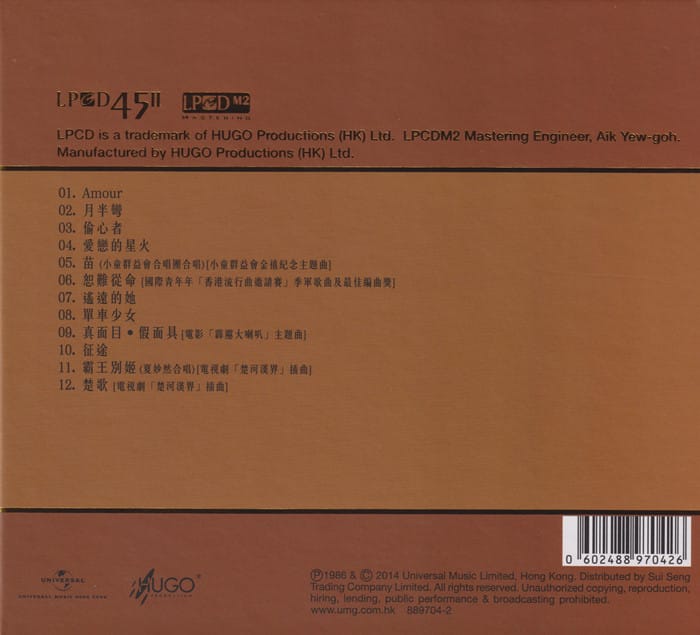 LPCD45II LPCD M2
MASTERING
LPCD is a trademark of HUGO Productions (HK) Ltd. LPCDM2 Mastering Engineer, Aik Yew-goh.
Manufactured by HUGO Productions (HK) Ltd.
01. Amour
02. 月半彎
03. 偷心者
04. 愛戀的星火
05. 苗 (小童群益會合唱團合唱)[小童群益會金禧紀念主題曲]
06. 恕難從命 [國際青年年「香港流行曲邀請賽」季軍歌曲及最佳編曲獎]
07. 遙遠的她
08. 單車少女
09. 真面目•假面具 [電影「霹靂大喇叭」主題曲]
10. 征途
11. 霸王別姬 (夏妙然合唱)[電視劇「楚河漢界」插曲]
12. 楚歌 [電視劇「楚河漢界」插曲]
0 602488 970426
UNIVERSAL
UNIVERSAL MUSIC HONG KONG
HUGO®
PRODUCTION
Ⓟ1986 & © 2014 Universal Music Limited, Hong Kong. Distributed by Sui Seng
Trading Company Limited. All rights reserved. Unauthorized copying, reproduction,
hiring, lending, public performance & broadcasting prohibited.
www.umg.com.hk 889704-2